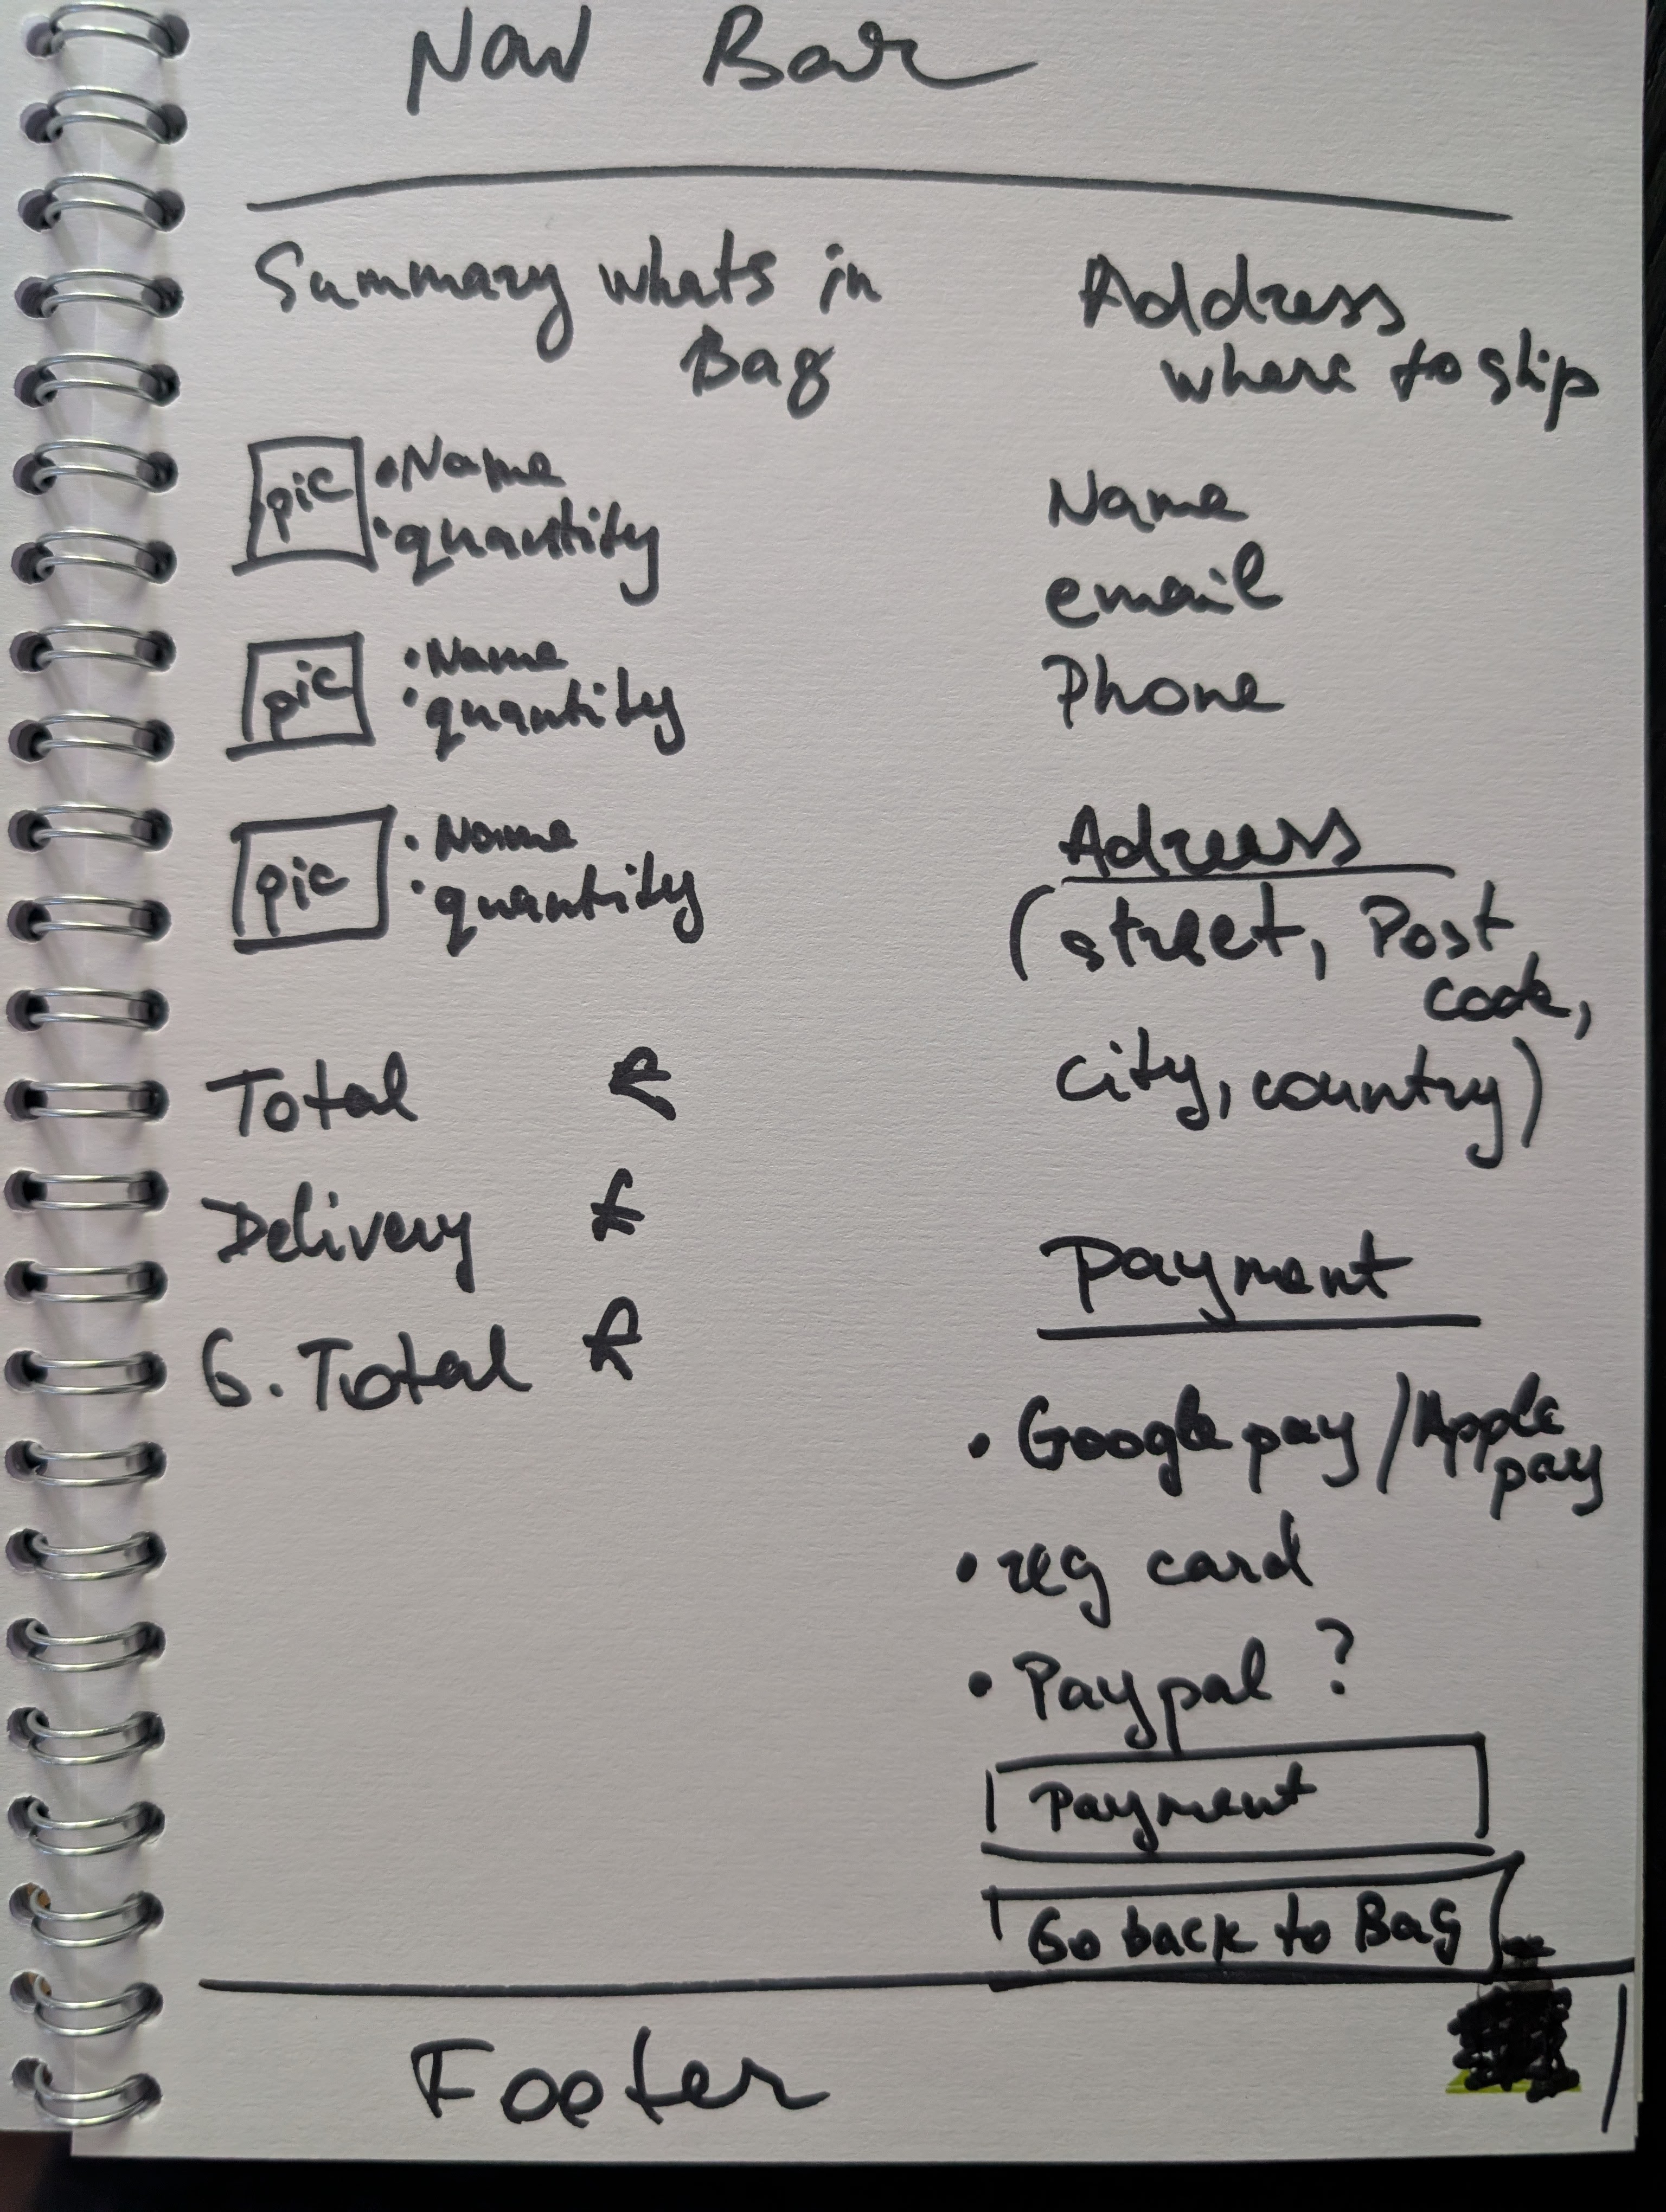 Nav Bar
Summary whats in
Bag
pic
• Name
• quantity
pic
• Name
• quantity
pic
• Name
• quantity
Total £
Delivery £
G. Total £
Address
where to ship
Name
email
Phone
Adress
(street, Post
code,
city, country)
Payment
• Google pay / Apple
pay
• reg card
• Paypal ?
Payment
Go back to Bag
Footer